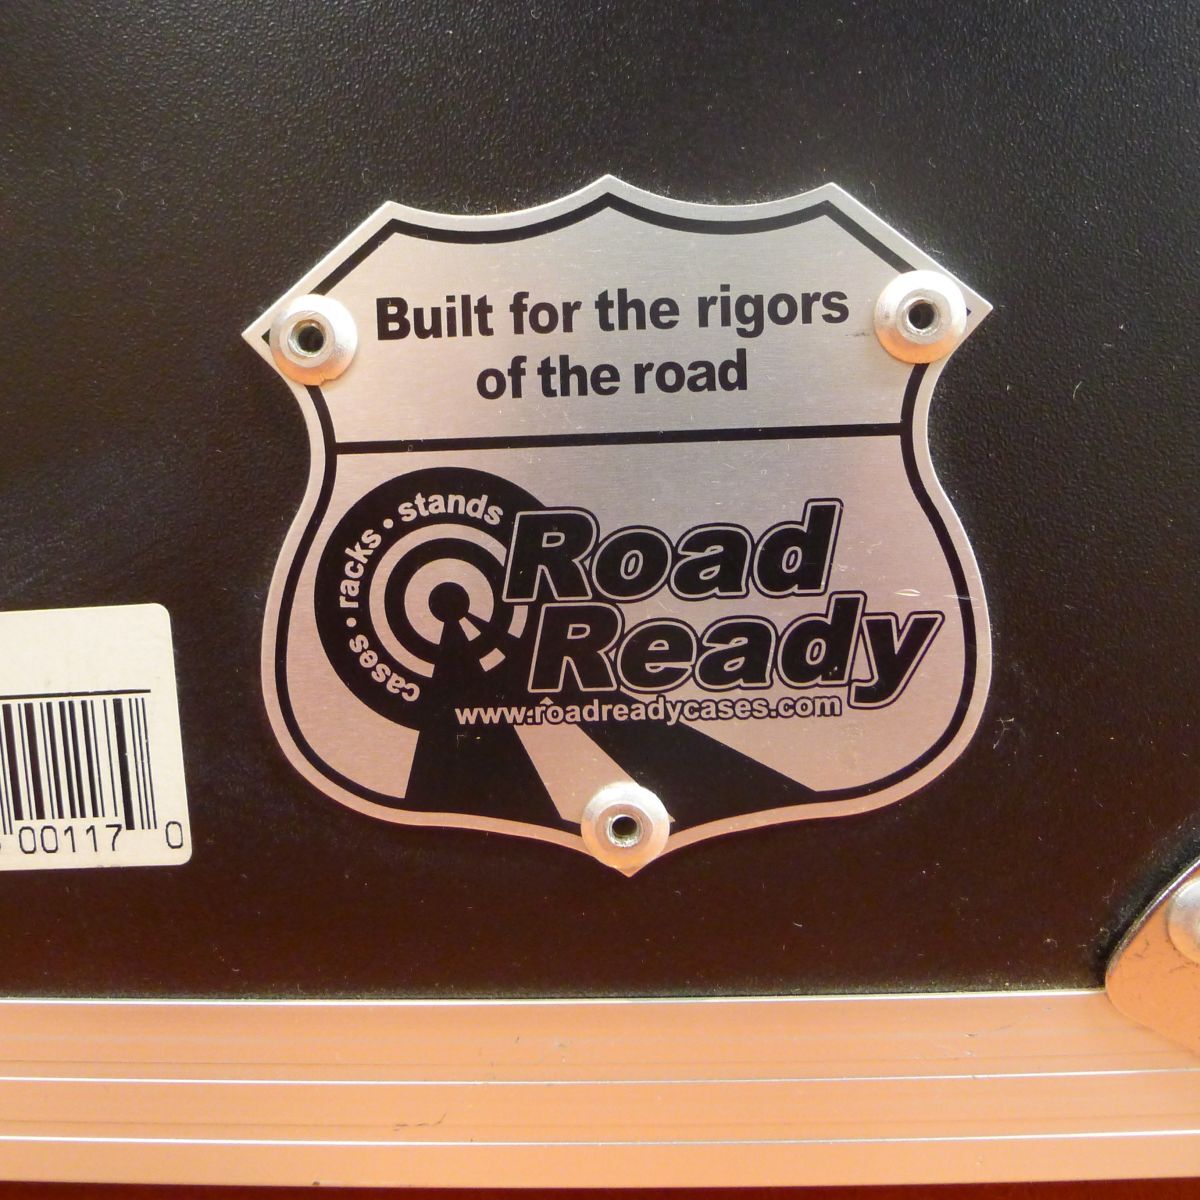 Built for the rigors
of the road
cases • racks • stands
Road
Ready
www.roadreadycases.com
00117 0